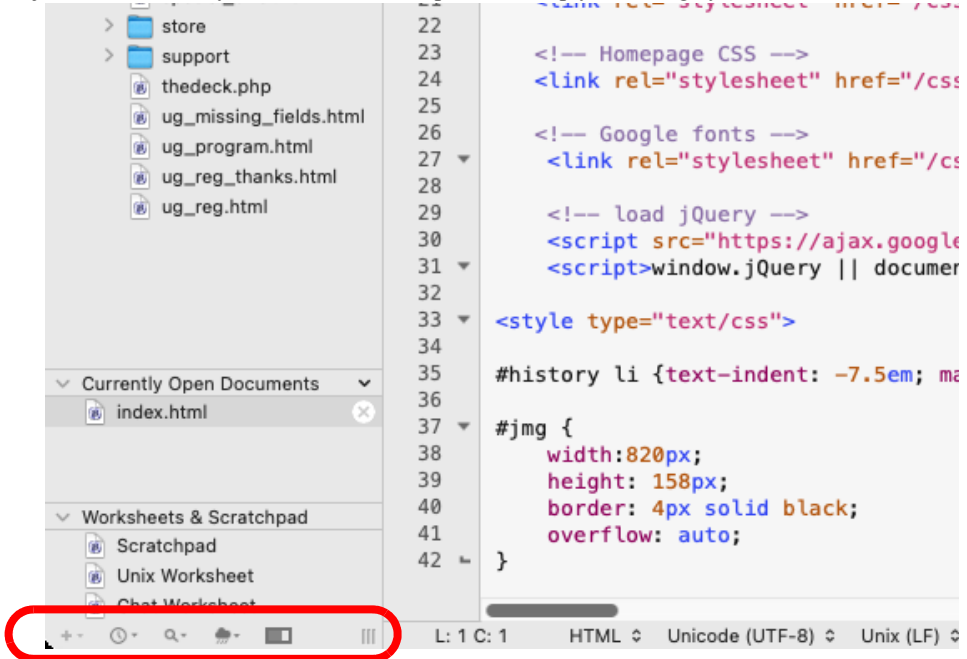 store
support
thedeck.php
ug_missing_fields.html
ug_program.html
ug_reg_thanks.html
ug_reg.html
Currently Open Documents
index.html
Worksheets & Scratchpad
Scratchpad
Unix Worksheet
Chat Worksheet
22
23 <!-- Homepage CSS -->
24 <link rel="stylesheet" href="/css
25
26 <!-- Google fonts -->
27 <link rel="stylesheet" href="/cs
28
29 <!-- load jQuery -->
30 <script src="https://ajax.google
31 <script>window.jQuery || documen
32
33 <style type="text/css">
34
35 #history li {text-indent: -7.5em; ma
36
37 #jmg {
38 width:820px;
39 height: 158px;
40 border: 4px solid black;
41 overflow: auto;
42 }
L: 1 C: 1 HTML Unicode (UTF-8) Unix (LF)